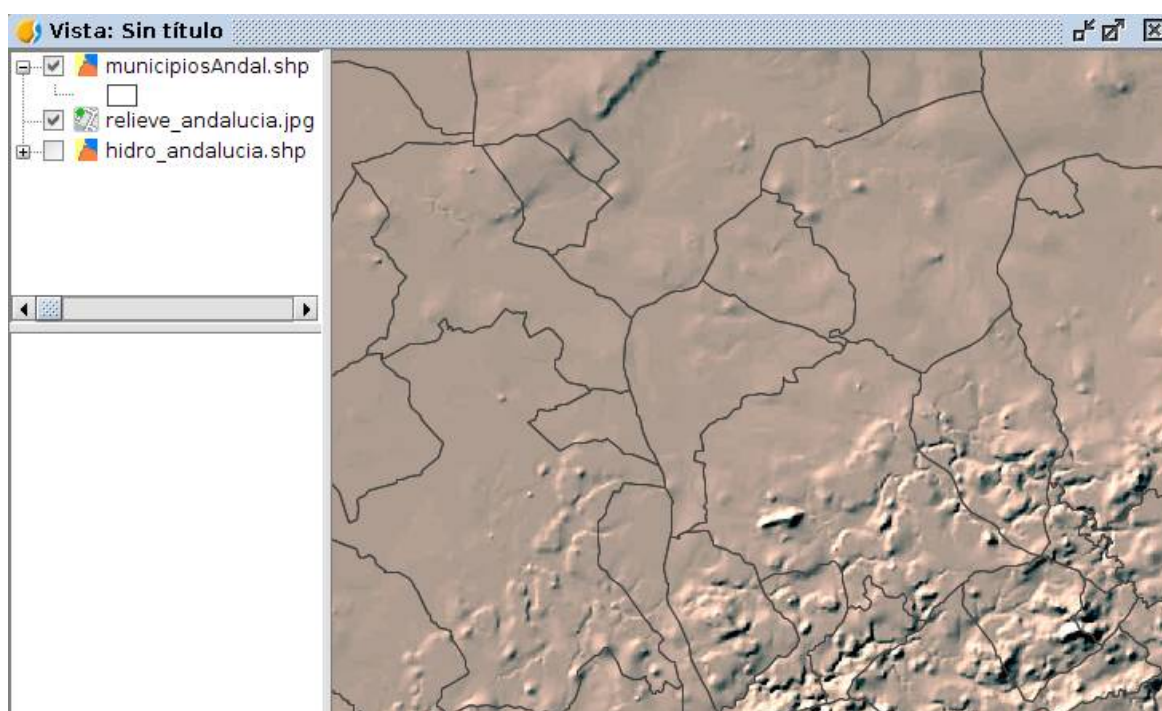 Vista: Sin título
municipiosAndal.shp
relieve_andalucia.jpg
hidro_andalucia.shp